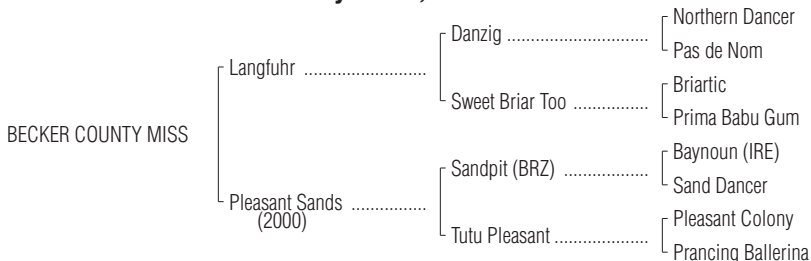 Northern Dancer
Danzig ..............................
Pas de Nom
Langfuhr ..........................
Briartic
Sweet Briar Too ................
Prima Babu Gum
BECKER COUNTY MISS
Baynoun (IRE)
Sandpit (BRZ) ..................
Sand Dancer
Pleasant Sands ................
(2000)
Pleasant Colony
Tutu Pleasant ....................
Prancing Ballerina